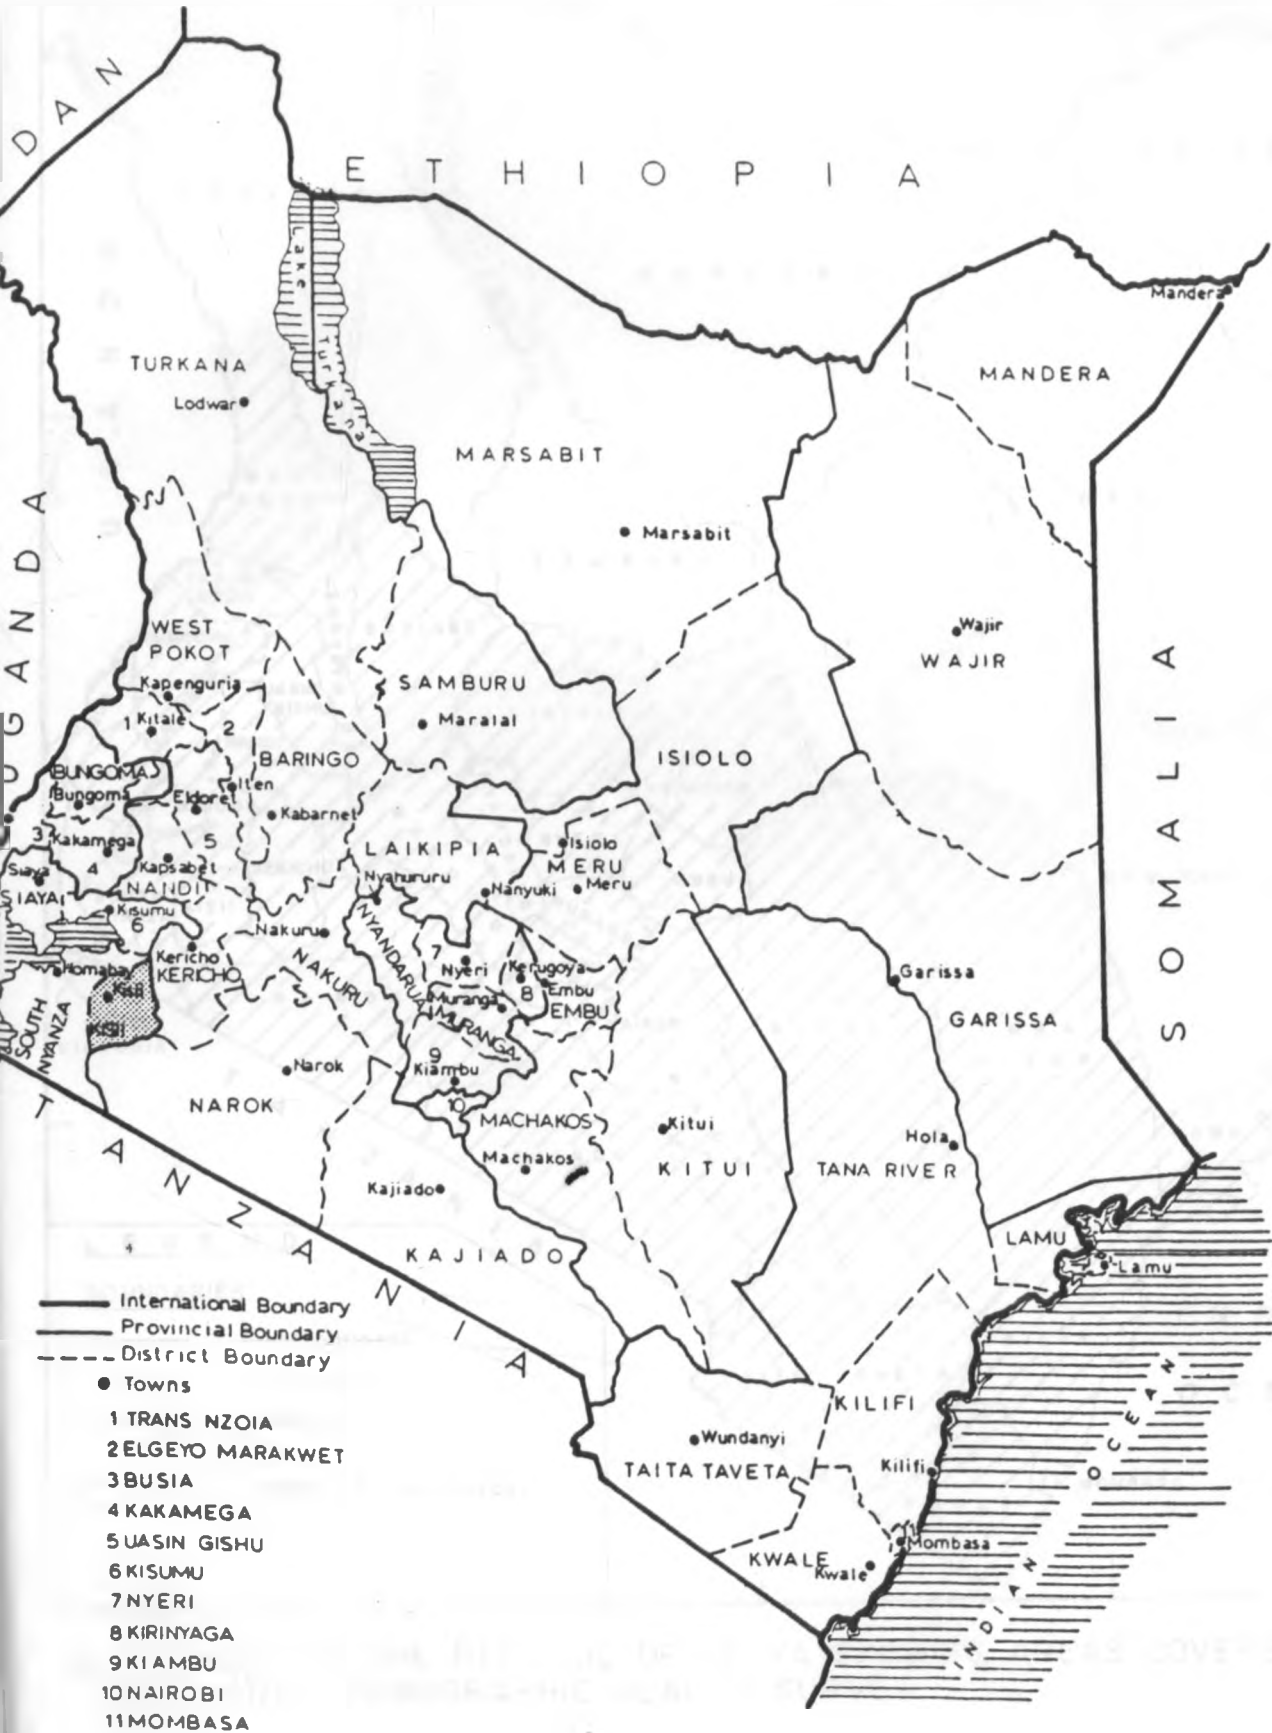 DAN
ETHIOPIA
Lake
Turkana
Mandera
TURKANA
MANDERA
Lodwar
MARSABIT
Marsabit
UGANDA
WEST
POKOT
Wajir
WAJIR
SOMALIA
Kapenguria
SAMBURU
1
Kitale
2
Maralal
BUNGOMA
BARINGO
ISIOLO
Bungoma
Eldoret
Iten
Kabarnet
3
Kakamega
5
4
Kapsabet
LAIKIPIA
Isiolo
MERU
Siaya
NANDI
Nyahururu
Nanyuki
Meru
SIAYA
Kisumu
6
Nakuru
NYANDARUA
7
Kericho
KERICHO
NAKURU
Nyeri
Kerugoya
Garissa
Homabay
Kisii
8
Embu
Muranga
EMBU
SOUTH
NYANZA
KISII
MURANGA
GARISSA
Narok
9
Kiambu
NAROK
10
MACHAKOS
Kitui
Hola
Machakos
KITUI
TANA RIVER
Kajiado
TANZANIA
KAJIADO
LAMU
Lamu
International Boundary
Provincial Boundary
District Boundary
Towns
KILIFI
Wundanyi
TAITA TAVETA
Kilifi
Mombasa
KWALE
Kwale
INDIAN OCEAN
1 TRANS NZOIA
2 ELGEYO MARAKWET
3 BUSIA
4 KAKAMEGA
5 UASIN GISHU
6 KISUMU
7 NYERI
8 KIRINYAGA
9 KIAMBU
10 NAIROBI
11 MOMBASA